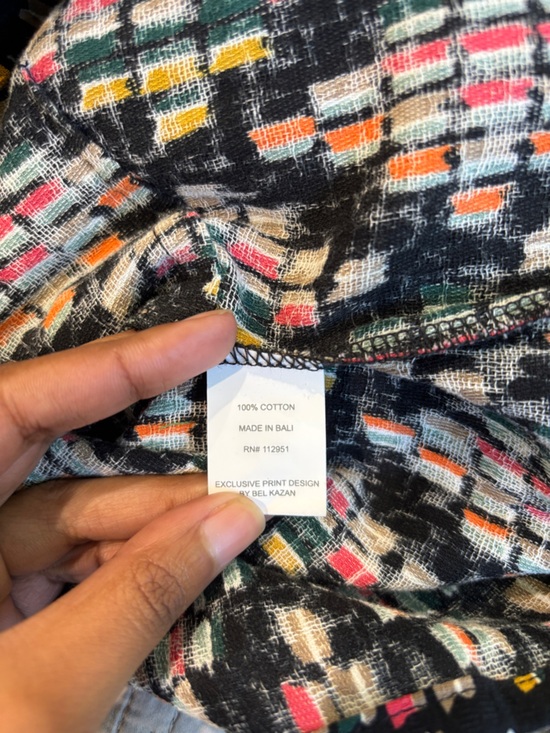 100% COTTON
MADE IN BALI
RN# 112951
EXCLUSIVE PRINT DESIGN
BY BEL KAZAN